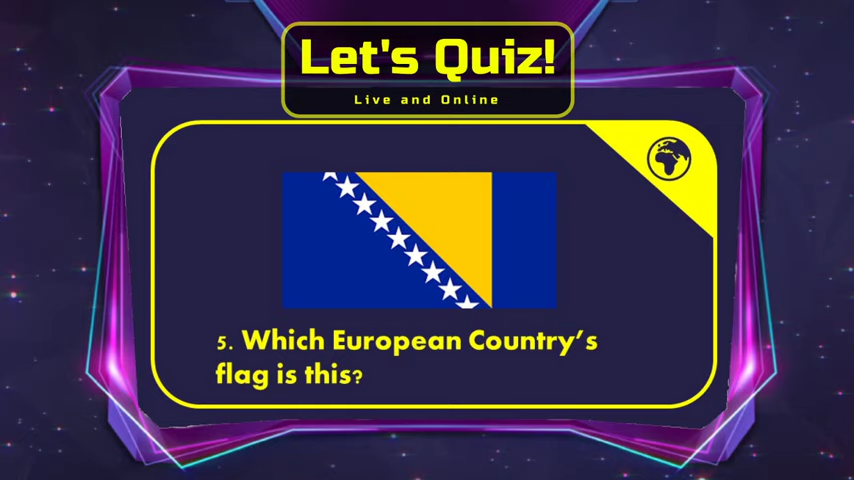 Let's Quiz!
Live and Online
5. Which European Country's
flag is this?